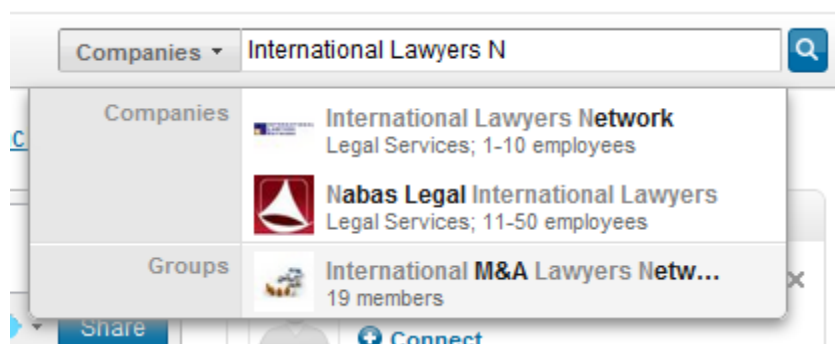 Companies
International Lawyers N
Companies
International Lawyers Network
Legal Services; 1-10 employees
Nabas Legal International Lawyers
Legal Services; 11-50 employees
Groups
International M&A Lawyers Netw...
19 members
Share
Connect